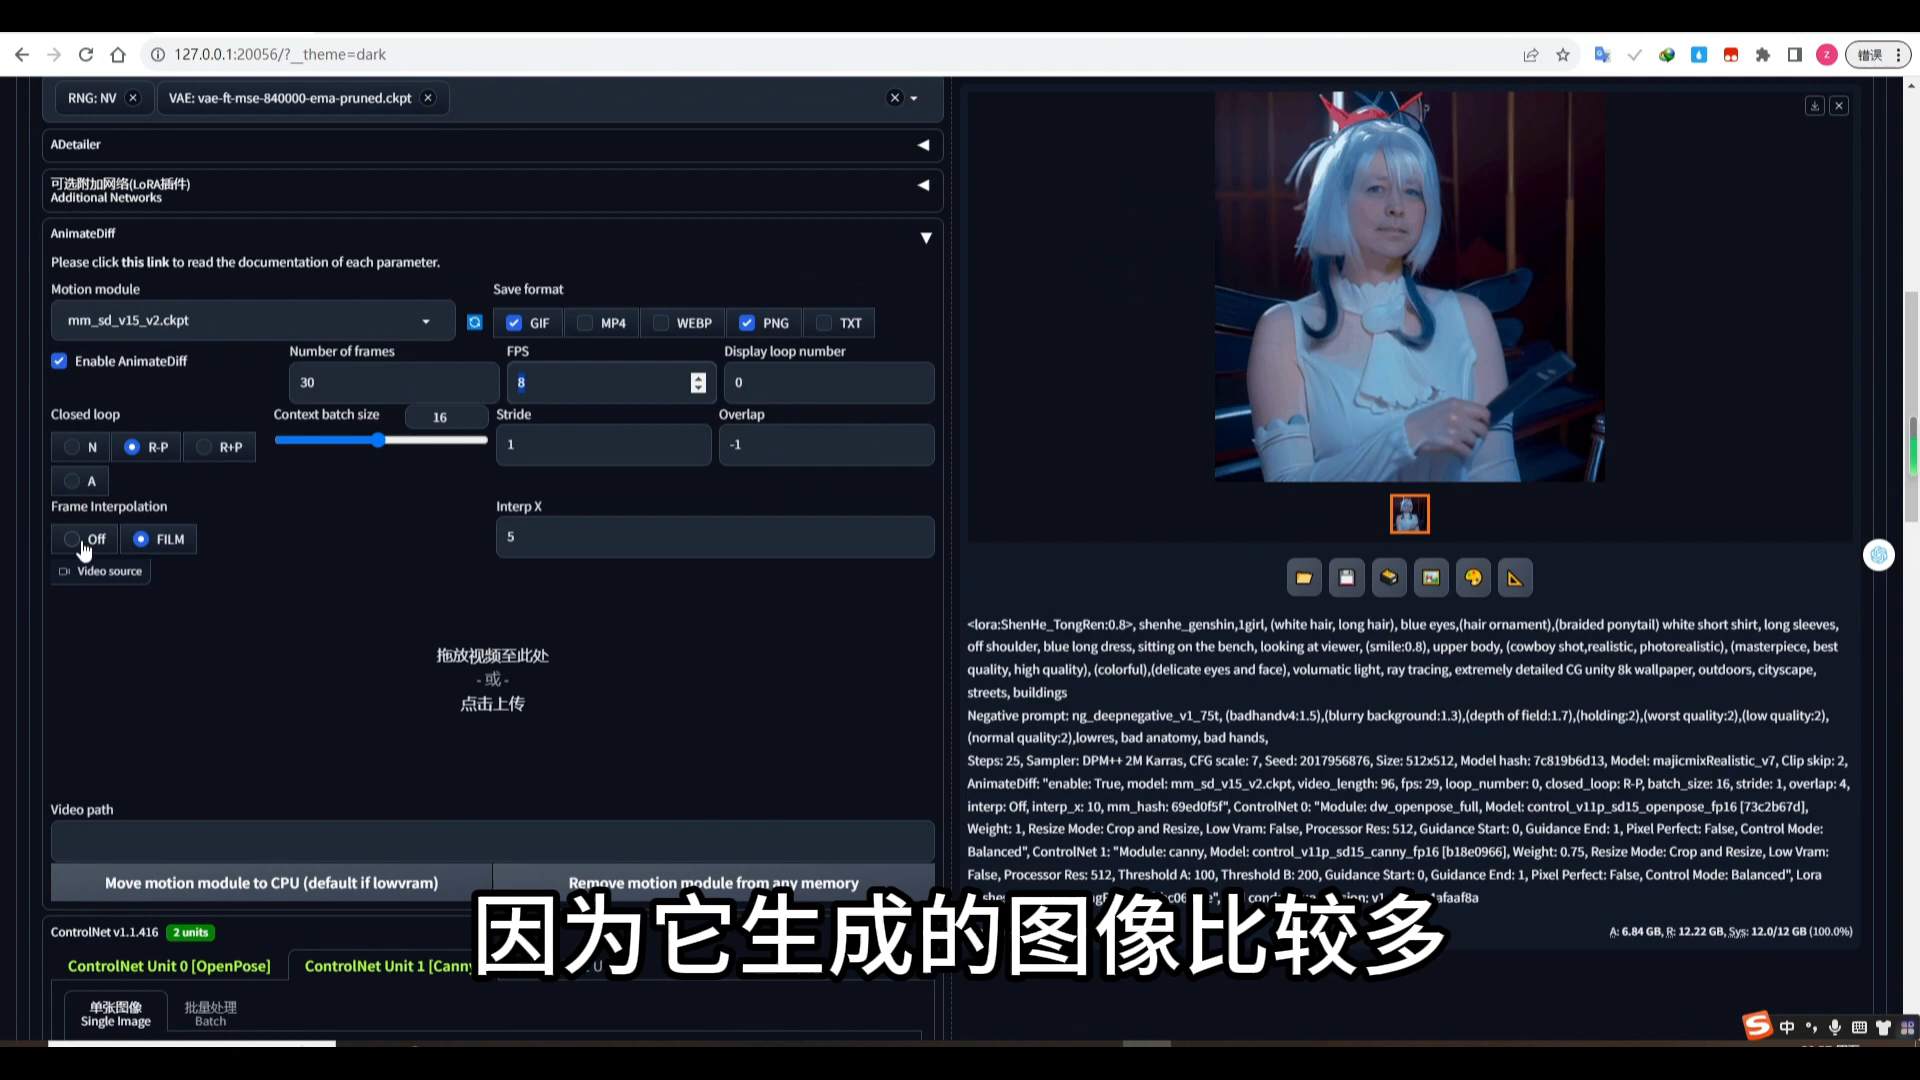 127.0.0.1:20056/?__theme=dark
错误
RNG: NV
VAE: vae-ft-mse-840000-ema-pruned.ckpt
ADetailer
可选附加网络(LoRA插件)
Additional Networks
AnimateDiff
Please click this link to read the documentation of each parameter.
Motion module
Save format
mm_sd_v15_v2.ckpt
GIF
MP4
WEBP
PNG
TXT
Enable AnimateDiff
Number of frames
FPS
Display loop number
30
8
0
Closed loop
Context batch size
16
Stride
Overlap
N
R-P
R+P
1
-1
A
Frame Interpolation
Interp X
Off
FILM
5
Video source
拖放视频至此处
- 或 -
点击上传
Video path
Move motion module to CPU (default if lowvram)
Remove motion module from any memory
ControlNet v1.1.416
2 units
ControlNet Unit 0 [OpenPose]
ControlNet Unit 1 [Canny
单张图像
Single Image
批量处理
Batch
<lora:ShenHe_TongRen:0.8>, shenhe_genshin,1girl, (white hair, long hair), blue eyes,(hair ornament),(braided ponytail) white short shirt, long sleeves,
off shoulder, blue long dress, sitting on the bench, looking at viewer, (smile:0.8), upper body, (cowboy shot,realistic, photorealistic), (masterpiece, best
quality, high quality), (colorful),(delicate eyes and face), volumatic light, ray tracing, extremely detailed CG unity 8k wallpaper, outdoors, cityscape,
streets, buildings
Negative prompt: ng_deepnegative_v1_75t, (badhandv4:1.5),(blurry background:1.3),(depth of field:1.7),(holding:2),(worst quality:2),(low quality:2),
(normal quality:2),lowres, bad anatomy, bad hands,
Steps: 25, Sampler: DPM++ 2M Karras, CFG scale: 7, Seed: 2017956876, Size: 512x512, Model hash: 7c819b6d13, Model: majicmixRealistic_v7, Clip skip: 2,
AnimateDiff: "enable: True, model: mm_sd_v15_v2.ckpt, video_length: 96, fps: 29, loop_number: 0, closed_loop: R-P, batch_size: 16, stride: 1, overlap: 4,
interp: Off, interp_x: 10, mm_hash: 69ed0f5f", ControlNet 0: "Module: dw_openpose_full, Model: control_v11p_sd15_openpose_fp16 [73c2b67d],
Weight: 1, Resize Mode: Crop and Resize, Low Vram: False, Processor Res: 512, Guidance Start: 0, Guidance End: 1, Pixel Perfect: False, Control Mode:
Balanced", ControlNet 1: "Module: canny, Model: control_v11p_sd15_canny_fp16 [b18e0966], Weight: 0.75, Resize Mode: Crop and Resize, Low Vram:
False, Processor Res: 512, Threshold A: 100, Threshold B: 200, Guidance Start: 0, Guidance End: 1, Pixel Perfect: False, Control Mode: Balanced", Lora
A: 6.84 GB, R: 12.22 GB, Sys: 12.0/12 GB (100.0%)
因为它生成的图像比较多
中